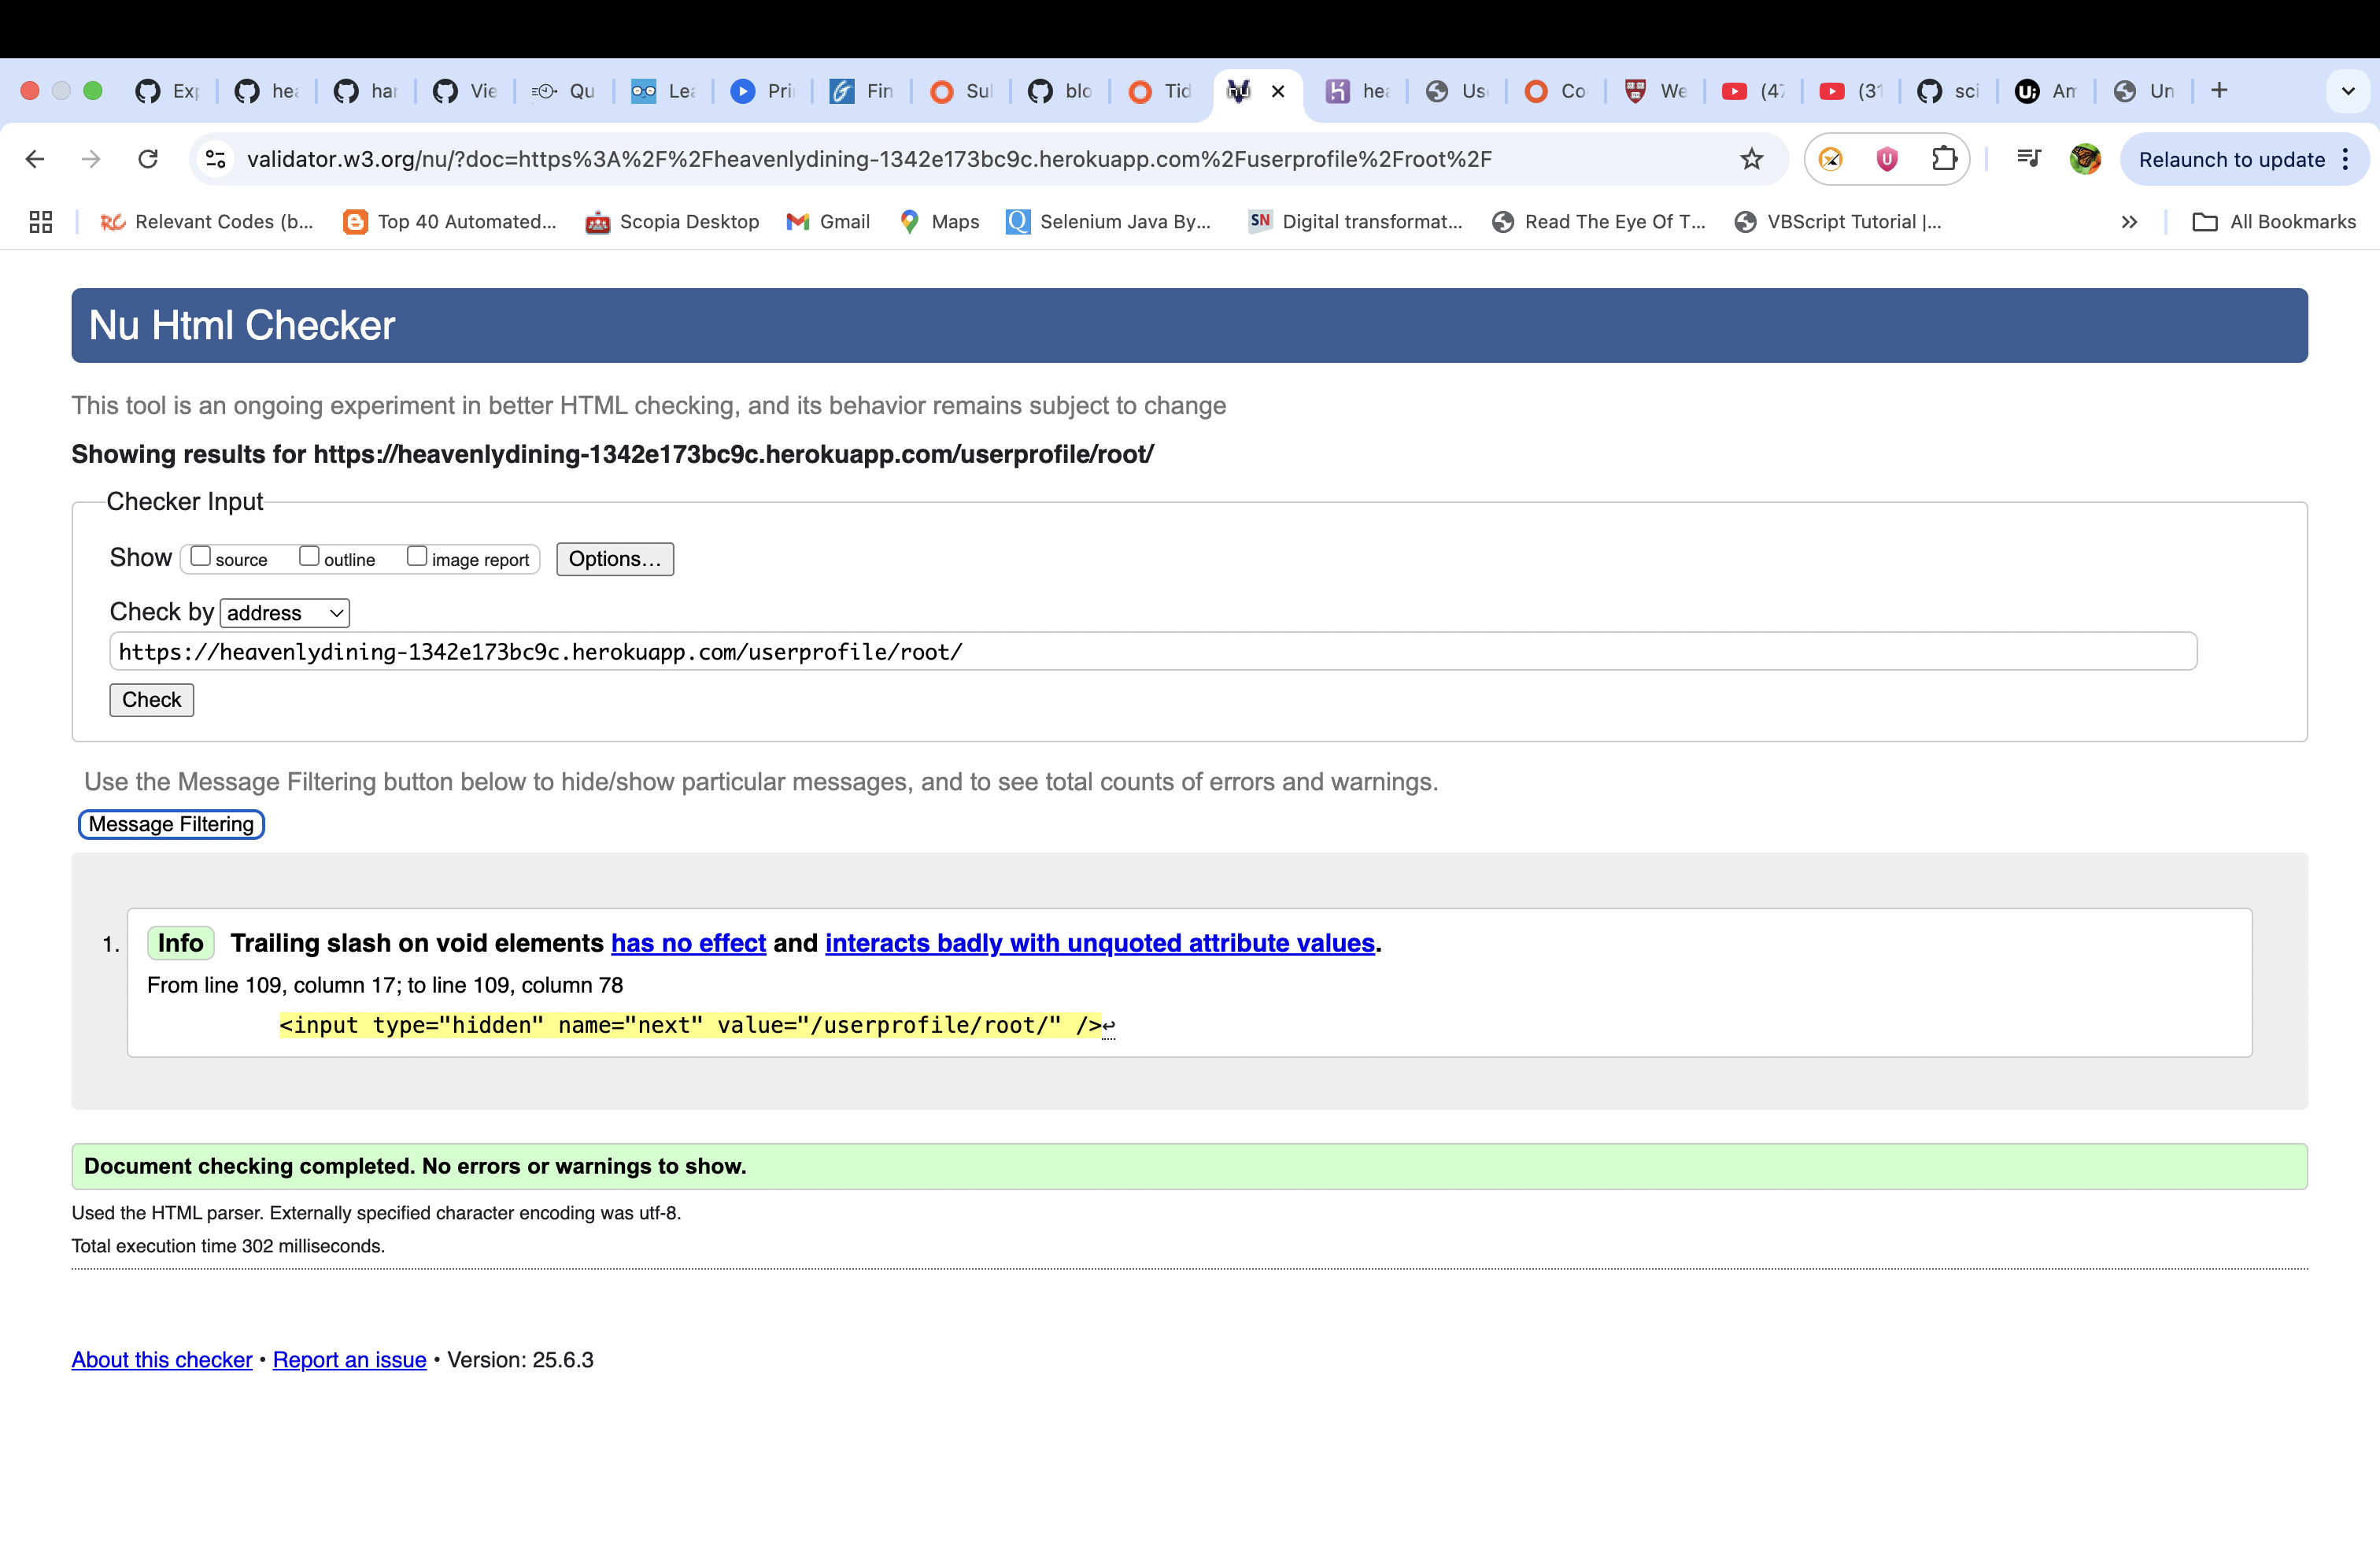 Exp hea har Vie Qu Lea Pri Fin Su blo Tid nu hea Us Co We (47 (31 sci Am Un
validator.w3.org/nu/?doc=https%3A%2F%2Fheavenlydining-1342e173bc9c.herokuapp.com%2Fuserprofile%2Froot%2F Relaunch to update
Relevant Codes (b... Top 40 Automated... Scopia Desktop Gmail Maps Selenium Java By... SN Digital transformat... Read The Eye Of T... VBScript Tutorial |... All Bookmarks
Nu Html Checker
This tool is an ongoing experiment in better HTML checking, and its behavior remains subject to change
Showing results for https://heavenlydining-1342e173bc9c.herokuapp.com/userprofile/root/
Checker Input
Show source outline image report Options...
Check by address
https://heavenlydining-1342e173bc9c.herokuapp.com/userprofile/root/
Check
Use the Message Filtering button below to hide/show particular messages, and to see total counts of errors and warnings.
Message Filtering
1. Info Trailing slash on void elements has no effect and interacts badly with unquoted attribute values.
From line 109, column 17; to line 109, column 78
<input type="hidden" name="next" value="/userprofile/root/" />↩
Document checking completed. No errors or warnings to show.
Used the HTML parser. Externally specified character encoding was utf-8.
Total execution time 302 milliseconds.
About this checker • Report an issue • Version: 25.6.3